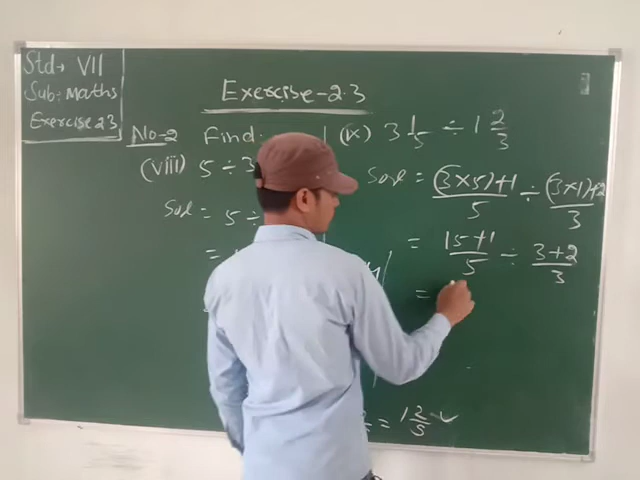 Std→ VII
Sub: Maths
Exercise 2.3
Exercise-2.3
No-2 Find:
(viii) 5 ÷ 3
Sol = 5 ÷
=
(ix) 3 1/5 ÷ 1 2/3
Sol = (3×5)+1/5 ÷ (3×1)+2/3
= 15+1/5 ÷ 3+2/3
=
= 12/5